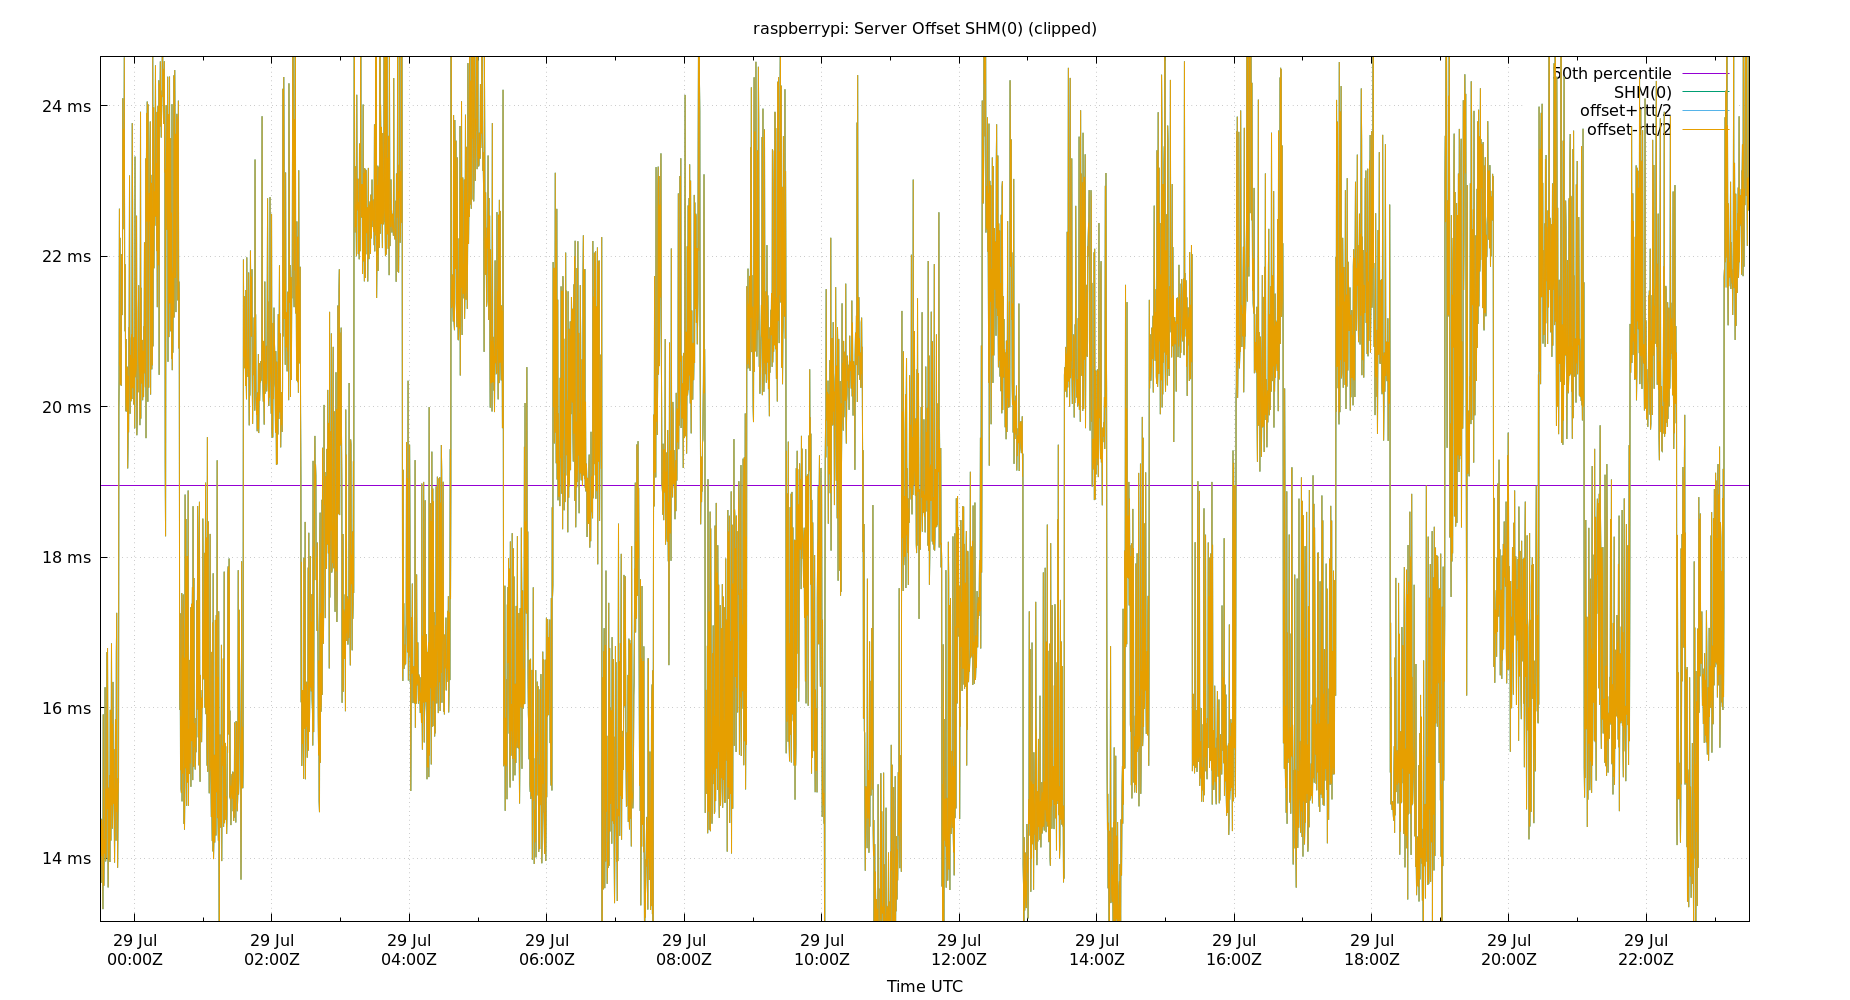 raspberrypi: Server Offset SHM(0) (clipped)
50th percentile
SHM(0)
offset+rtt/2
offset-rtt/2
24 ms
22 ms
20 ms
18 ms
16 ms
14 ms
29 Jul 29 Jul 29 Jul 29 Jul 29 Jul 29 Jul 29 Jul 29 Jul 29 Jul 29 Jul 29 Jul 29 Jul
00:00Z 02:00Z 04:00Z 06:00Z 08:00Z 10:00Z 12:00Z 14:00Z 16:00Z 18:00Z 20:00Z 22:00Z
Time UTC